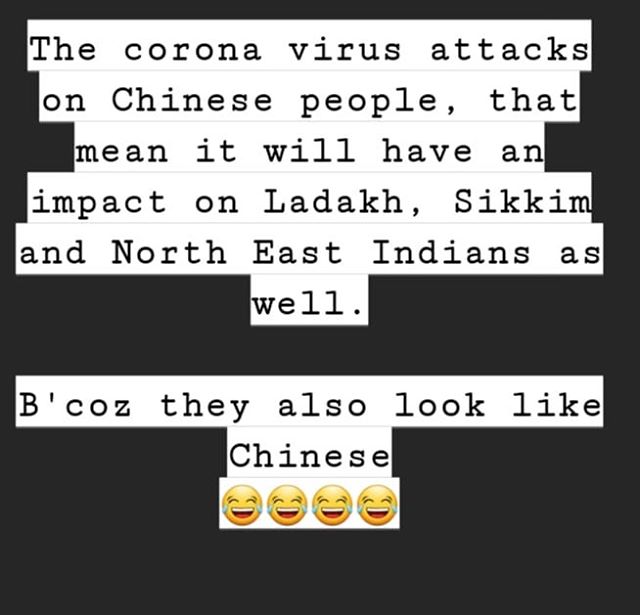 The corona virus attacks
on Chinese people, that
mean it will have an
impact on Ladakh, Sikkim
and North East Indians as
well.
B'coz they also look like
Chinese
😂😂😂😂